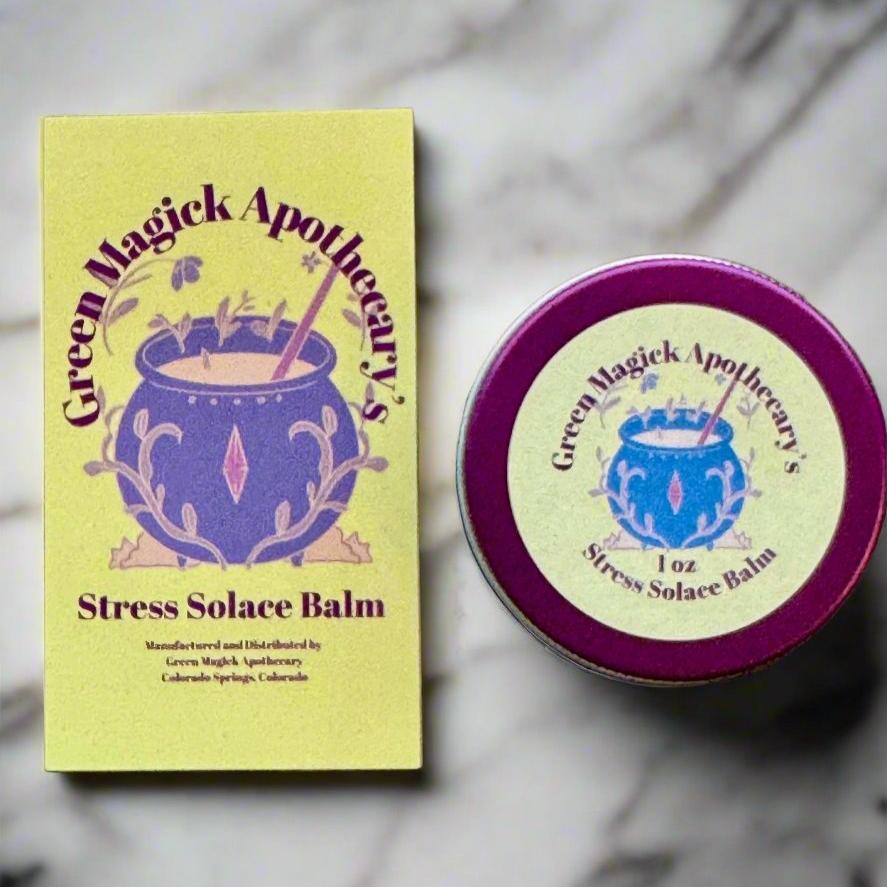 Green Magick Apothecary's
Stress Solace Balm
Manufactured and Distributed by
Green Magick Apothecary
Colorado Springs, Colorado
Green Magick Apothecary's
1 oz
Stress Solace Balm